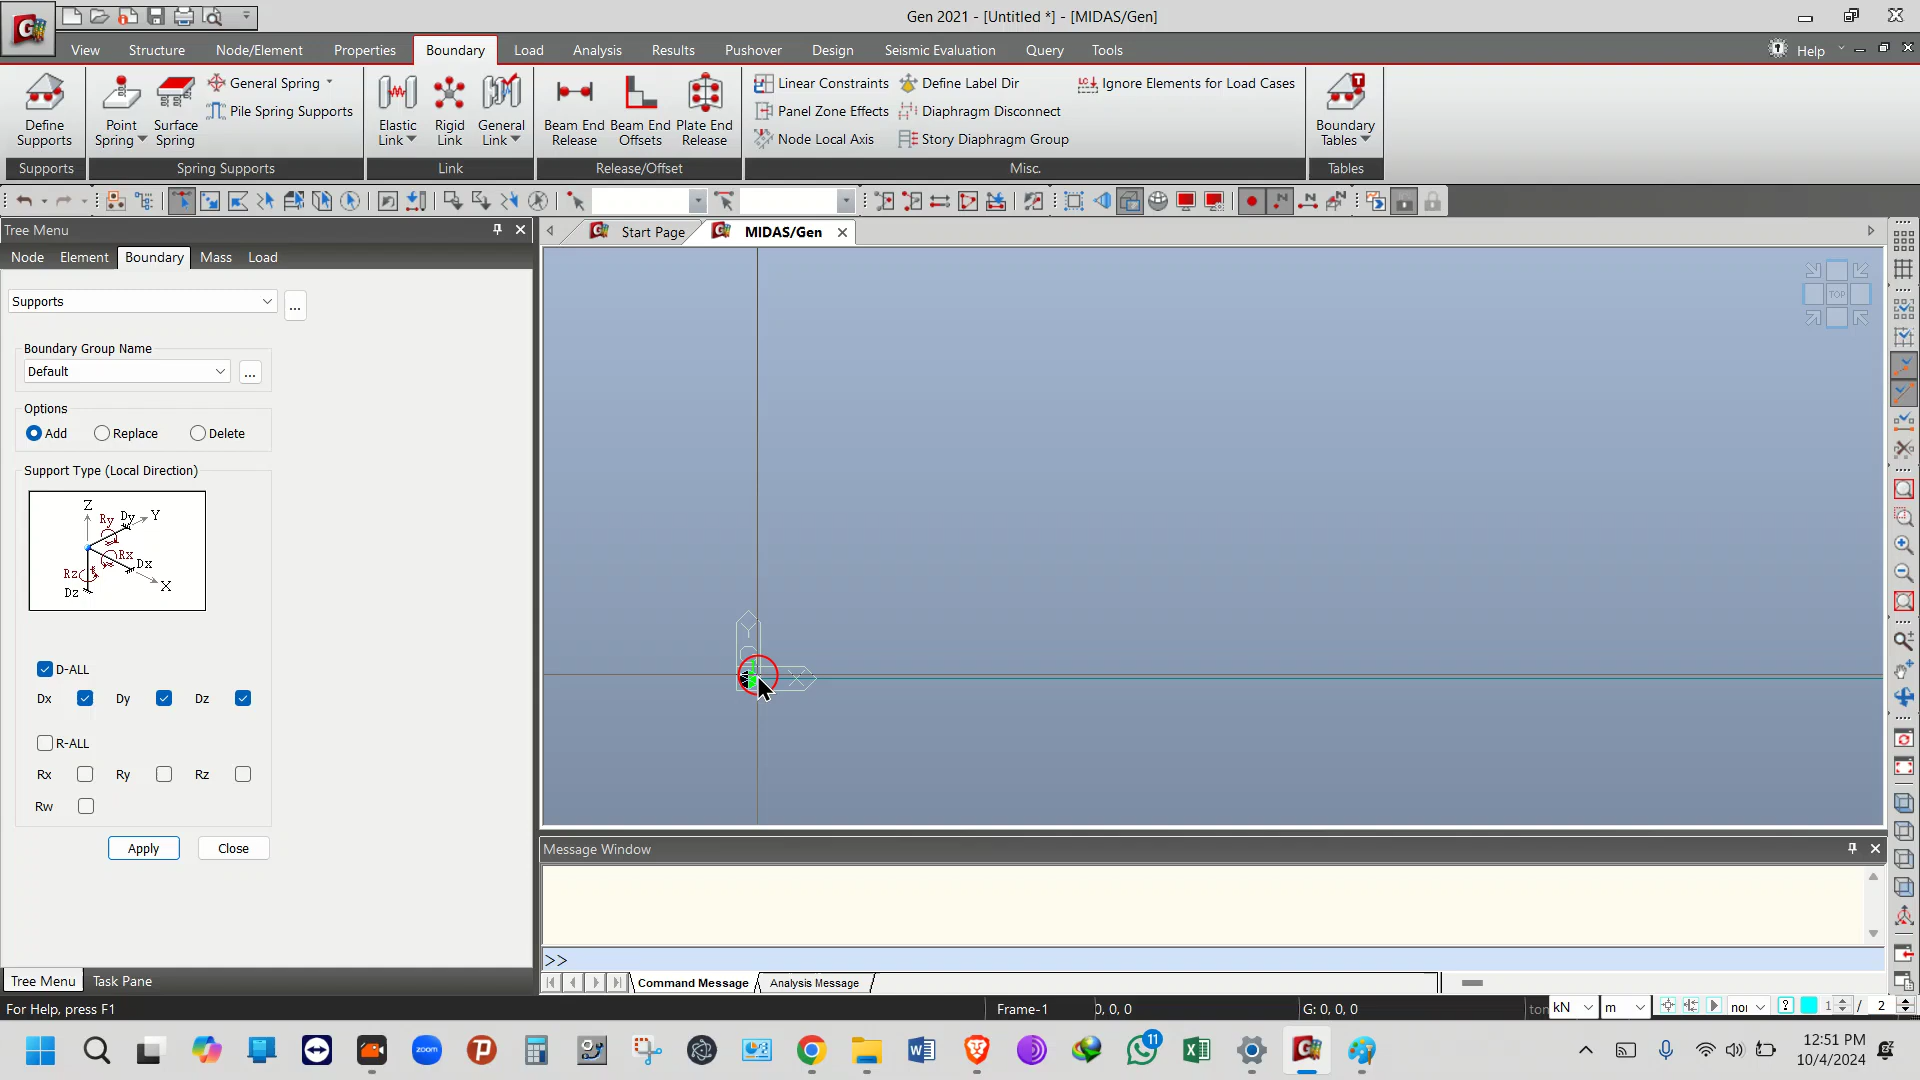 Gen 2021 - [Untitled *] - [MIDAS/Gen]
View Structure Node/Element Properties Boundary Load Analysis Results Pushover Design Seismic Evaluation Query Tools Help
Define Supports
Point Spring
Surface Spring
General Spring
Pile Spring Supports
Elastic Link
Rigid Link
General Link
Beam End Release
Beam End Offsets
Plate End Release
Linear Constraints
Panel Zone Effects
Node Local Axis
Define Label Dir
Diaphragm Disconnect
Story Diaphragm Group
Ignore Elements for Load Cases
Boundary Tables
Supports Spring Supports Link Release/Offset Misc. Tables
Tree Menu
Start Page MIDAS/Gen
Node Element Boundary Mass Load
Supports
...
Boundary Group Name
Default
...
Options
Add Replace Delete
Support Type (Local Direction)
Z
Ry Dy Y
Rx Dx
Rz
Dz X
D-ALL
Dx Dy Dz
R-ALL
Rx Ry Rz
Rw
Apply Close
TOP
Y
X
Message Window
>>
Command Message Analysis Message
Tree Menu Task Pane
For Help, press F1
Frame-1
0, 0, 0
G: 0, 0, 0
ton
kN
m
noı
1 / 2
zoom
11
12:51 PM
10/4/2024